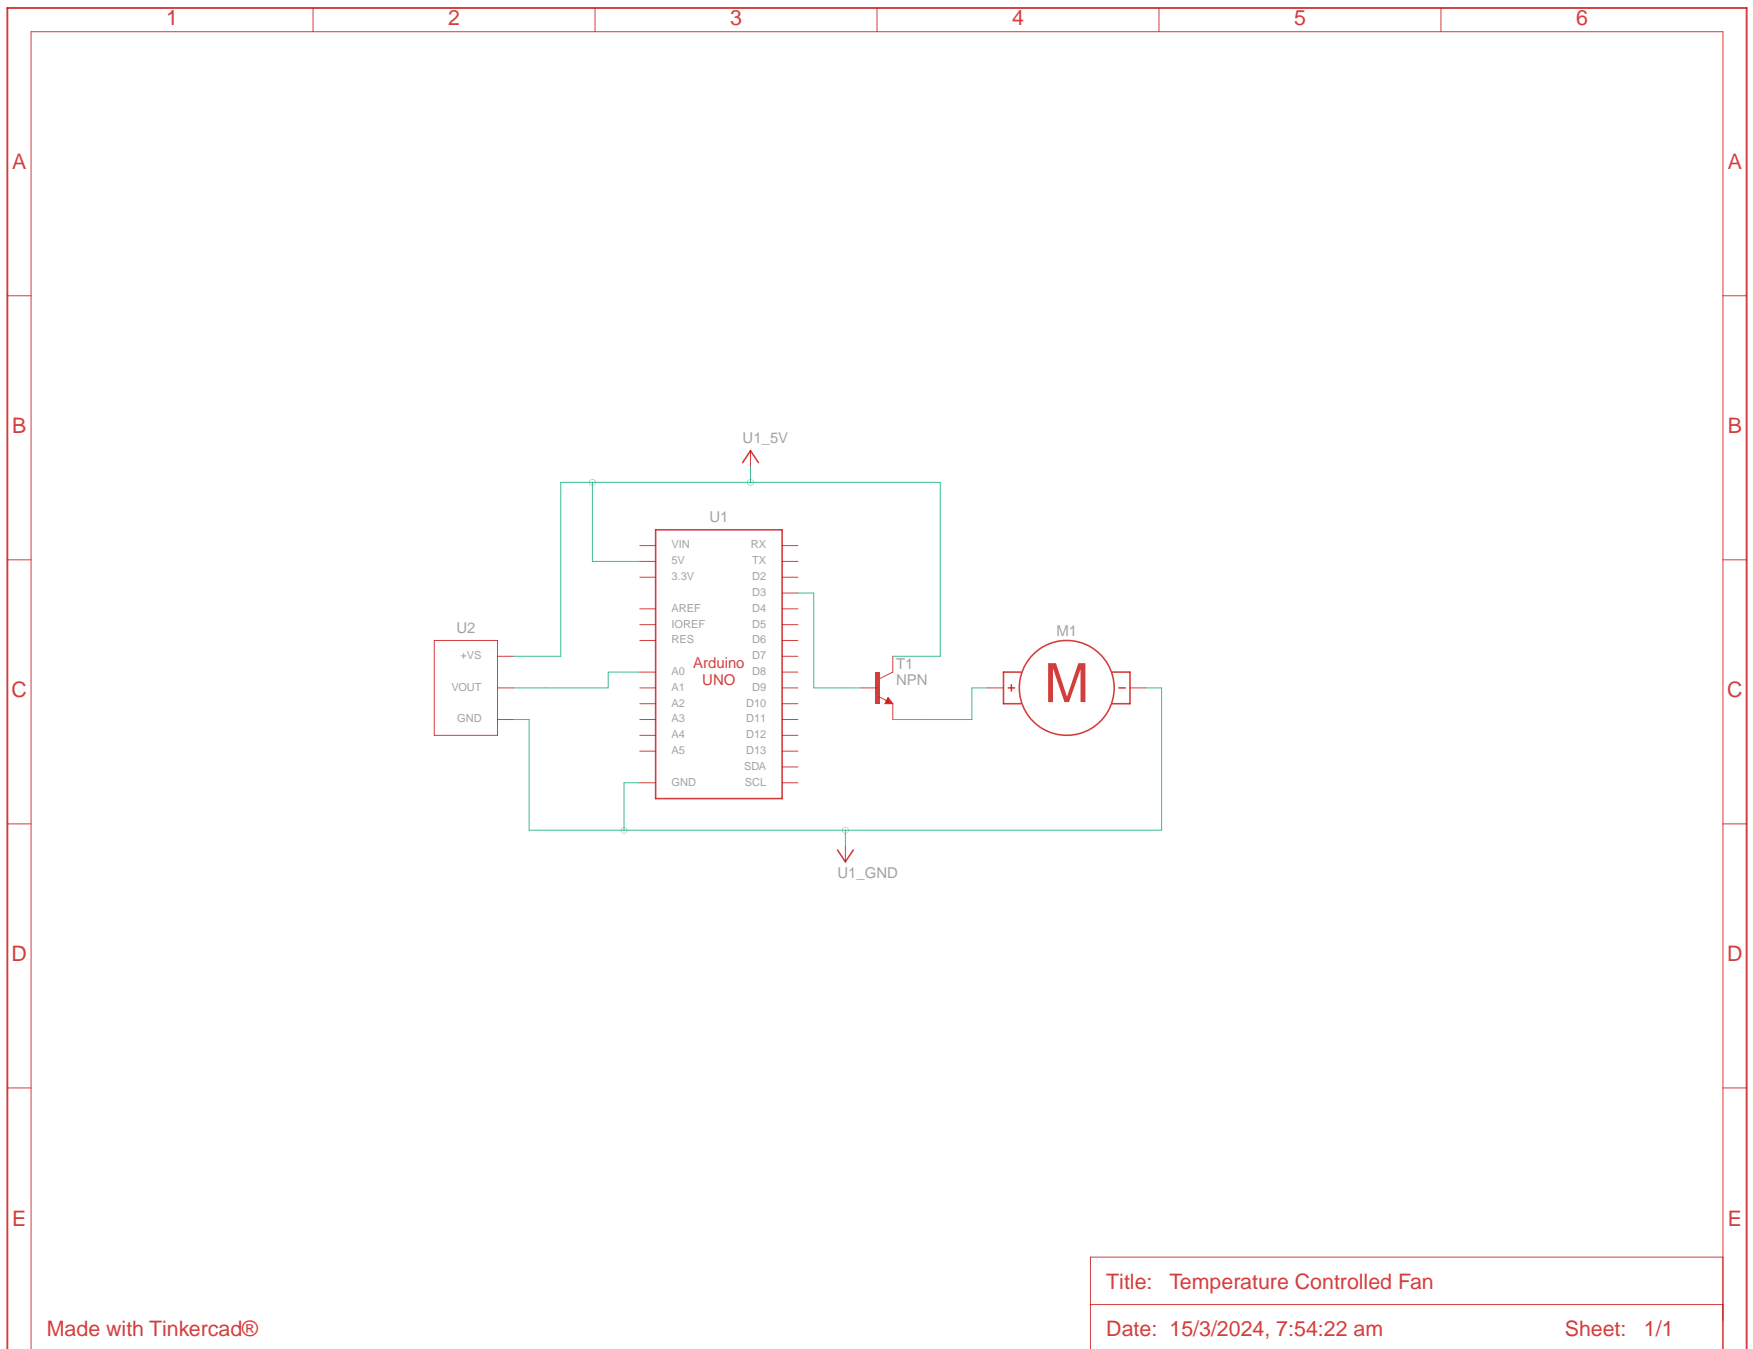 1 2 3 4 5 6
A A
B B
U1_5V
U1
VIN RX
5V TX
3.3V D2
D3
AREF D4
IOREF D5
RES D6
D7
A0 D8
A1 D9
A2 D10
A3 D11
A4 D12
A5 D13
SDA
GND SCL
Arduino
UNO
U2
+VS
VOUT
GND
T1
NPN
M1
+ M -
C C
U1_GND
D D
E E
Title: Temperature Controlled Fan
Made with Tinkercad®
Date: 15/3/2024, 7:54:22 am Sheet: 1/1